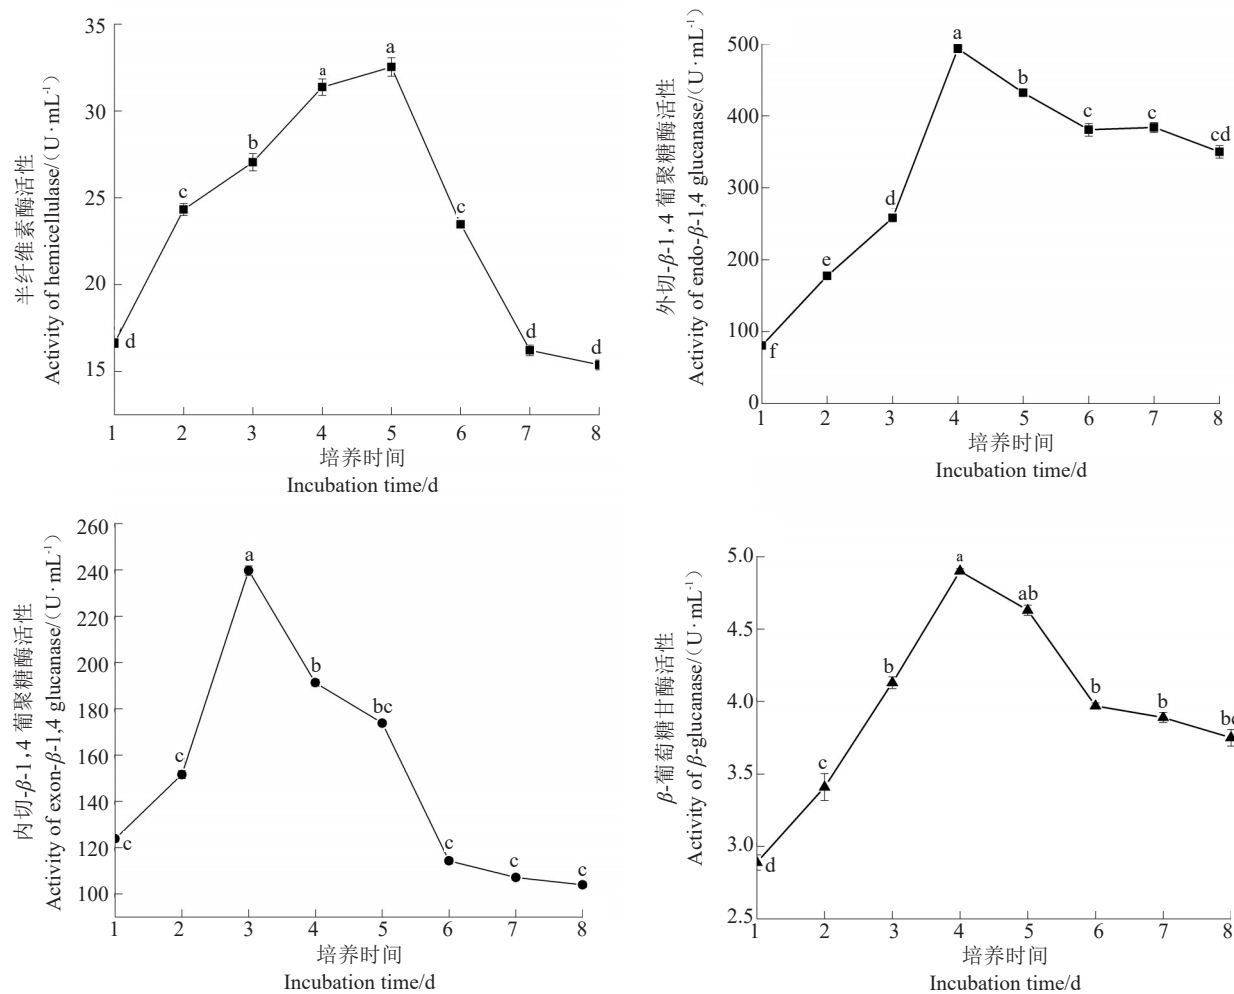 半纤维素酶活性
Activity of hemicellulase/(U·mL⁻¹)
35
30
25
20
15
a
a
b
c
c
d
d
d
1 2 3 4 5 6 7 8
培养时间
Incubation time/d
外切-β-1,4 葡聚糖酶活性
Activity of endo-β-1,4 glucanase/(U·mL⁻¹)
500
400
300
200
100
0
a
b
c
c
cd
d
e
f
1 2 3 4 5 6 7 8
培养时间
Incubation time/d
内切-β-1,4 葡聚糖酶活性
Activity of exon-β-1,4 glucanase/(U·mL⁻¹)
260
240
220
200
180
160
140
120
100
a
b
bc
c
c
c
c
c
1 2 3 4 5 6 7 8
培养时间
Incubation time/d
β-葡萄糖甘酶活性
Activity of β-glucanase/(U·mL⁻¹)
5.0
4.5
4.0
3.5
3.0
2.5
a
ab
b
b
b
bc
c
d
1 2 3 4 5 6 7 8
培养时间
Incubation time/d